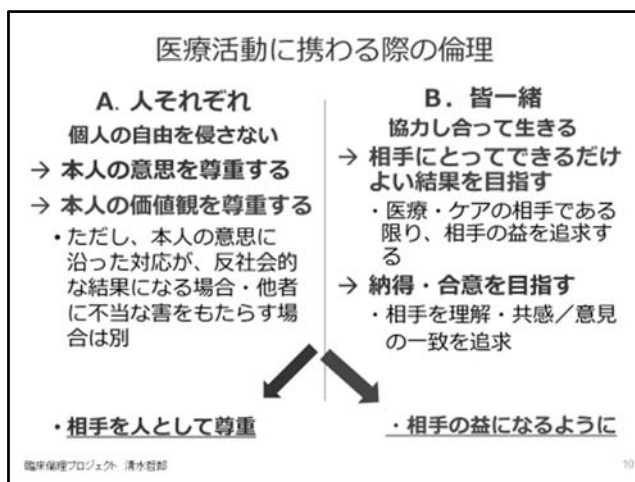 医療活動に携わる際の倫理
A. 人それぞれ
個人の自由を侵さない
→ 本人の意思を尊重する
→ 本人の価値観を尊重する
・ただし、本人の意思に
沿った対応が、反社会的
な結果になる場合・他者
に不当な害をもたらす場
合は別
・相手を人として尊重
B. 皆一緒
協力し合って生きる
→ 相手にとってできるだけ
よい結果を目指す
・医療・ケアの相手である
限り、相手の益を追求す
る
→ 納得・合意を目指す
・相手を理解・共感／意見
の一致を追求
・相手の益になるように
臨床倫理プロジェクト 清水哲郎
10